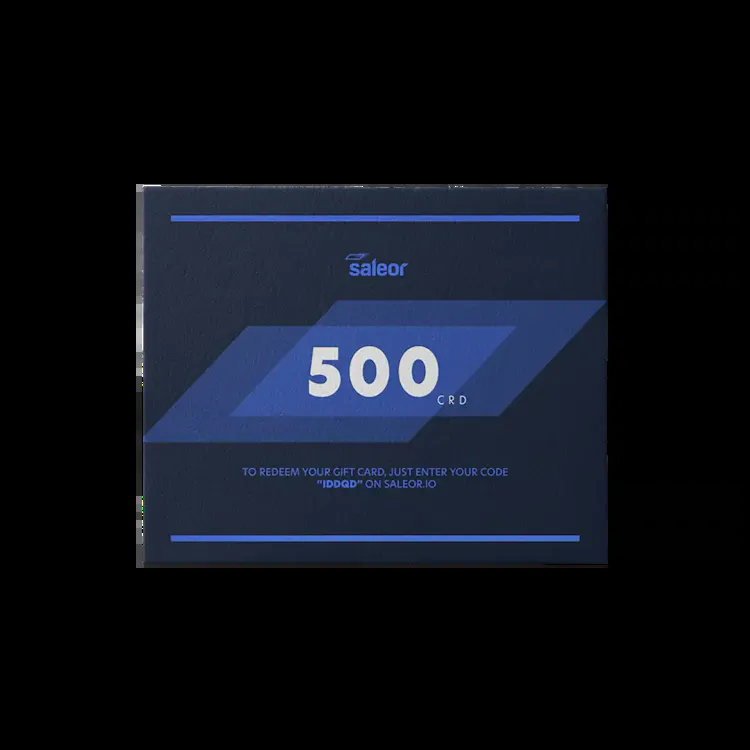 saleor
500
CRD
TO REDEEM YOUR GIFT CARD, JUST ENTER YOUR CODE
"IDDQD" ON SALEOR.IO